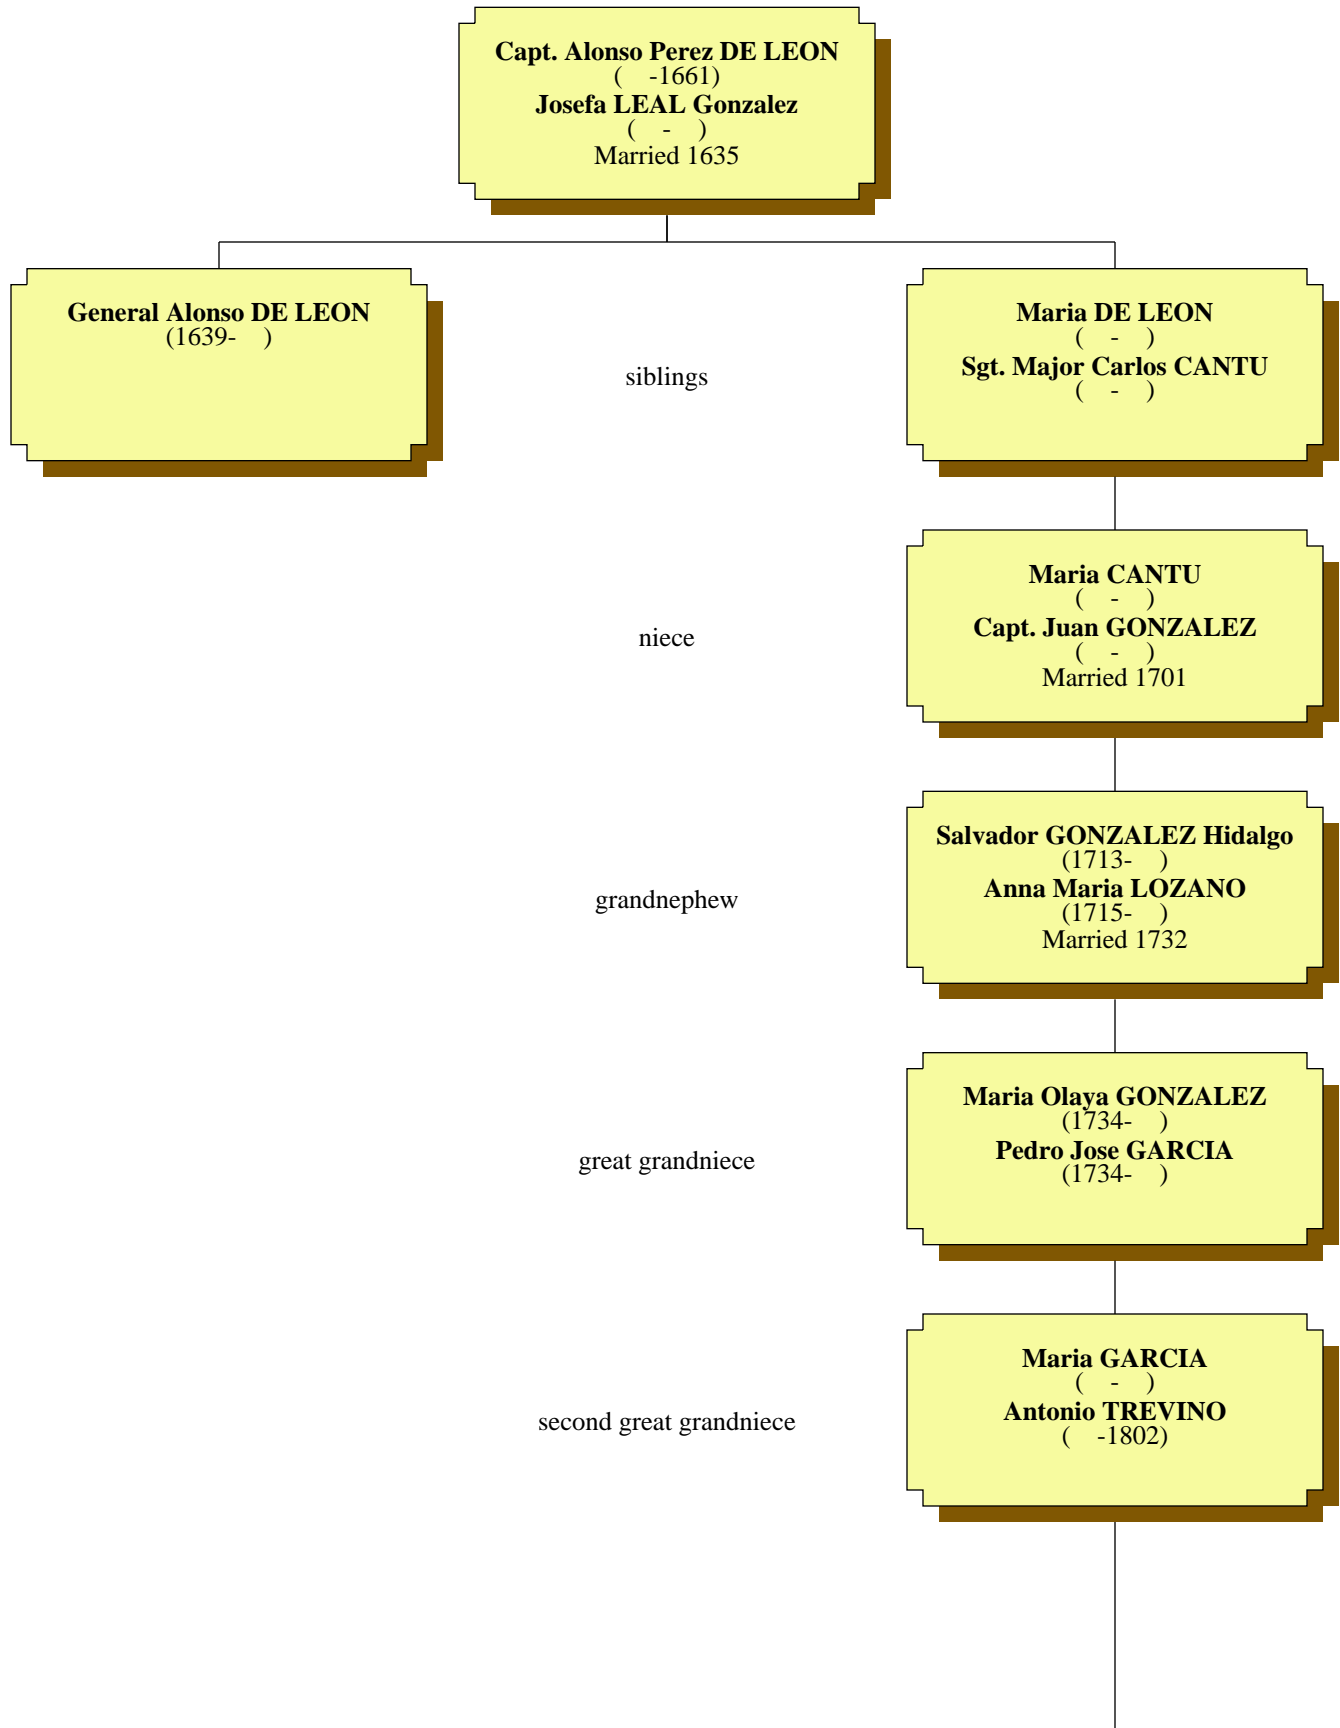 Capt. Alonso Perez DE LEON
(    -1661)
Josefa LEAL Gonzalez
(    -    )
Married 1635
General Alonso DE LEON
(1639-    )
siblings
Maria DE LEON
(    -    )
Sgt. Major Carlos CANTU
(    -    )
niece
Maria CANTU
(    -    )
Capt. Juan GONZALEZ
(    -    )
Married 1701
grandnephew
Salvador GONZALEZ Hidalgo
(1713-    )
Anna Maria LOZANO
(1715-    )
Married 1732
great grandniece
Maria Olaya GONZALEZ
(1734-    )
Pedro Jose GARCIA
(1734-    )
second great grandniece
Maria GARCIA
(    -    )
Antonio TREVINO
(    -1802)